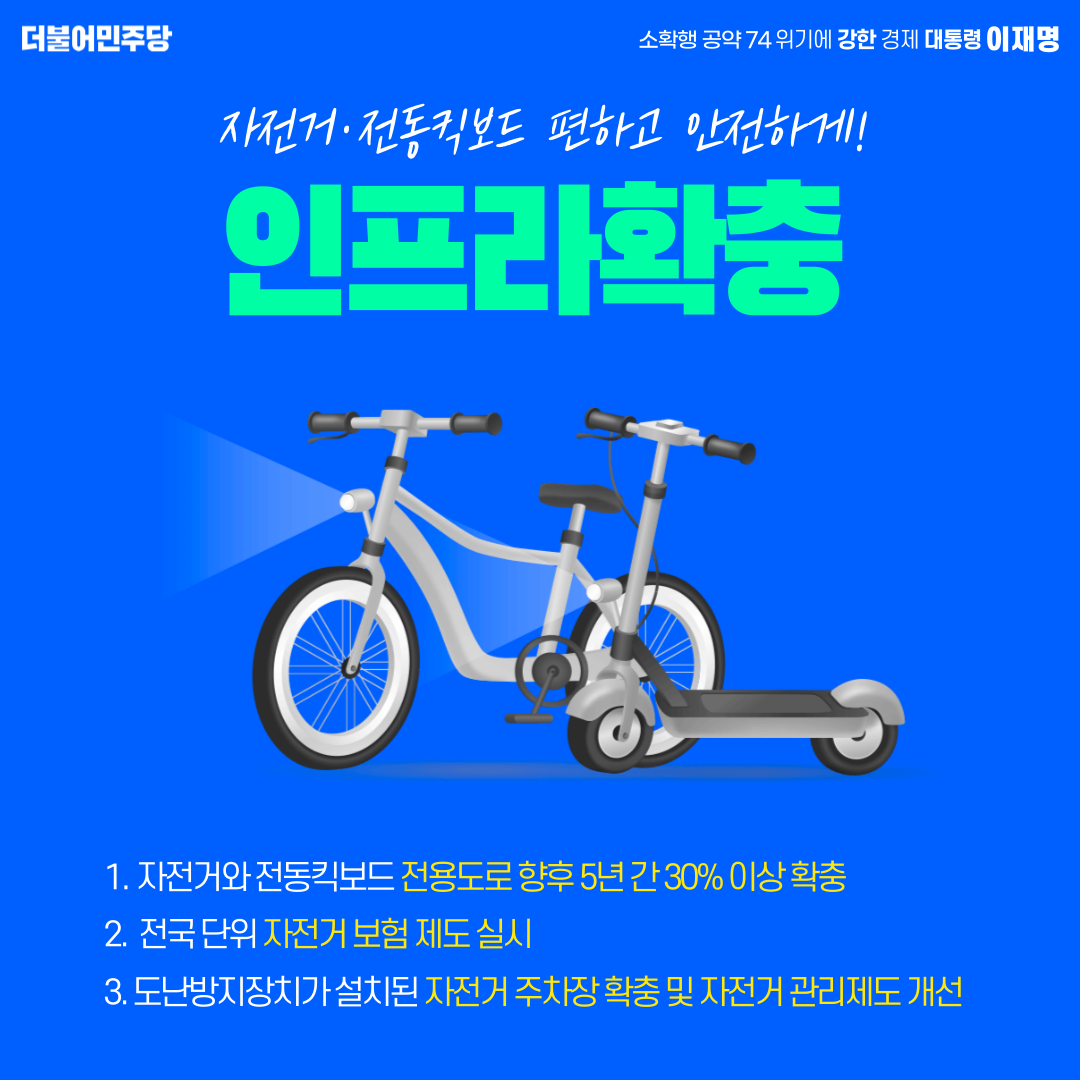 더불어민주당
소확행 공약 74 위기에 강한 경제 대통령 이재명
자전거·전동킥보드 편하고 안전하게!
인프라확충
1. 자전거와 전동킥보드 전용도로 향후 5년 간 30% 이상 확충
2. 전국 단위 자전거 보험 제도 실시
3. 도난방지장치가 설치된 자전거 주차장 확충 및 자전거 관리제도 개선